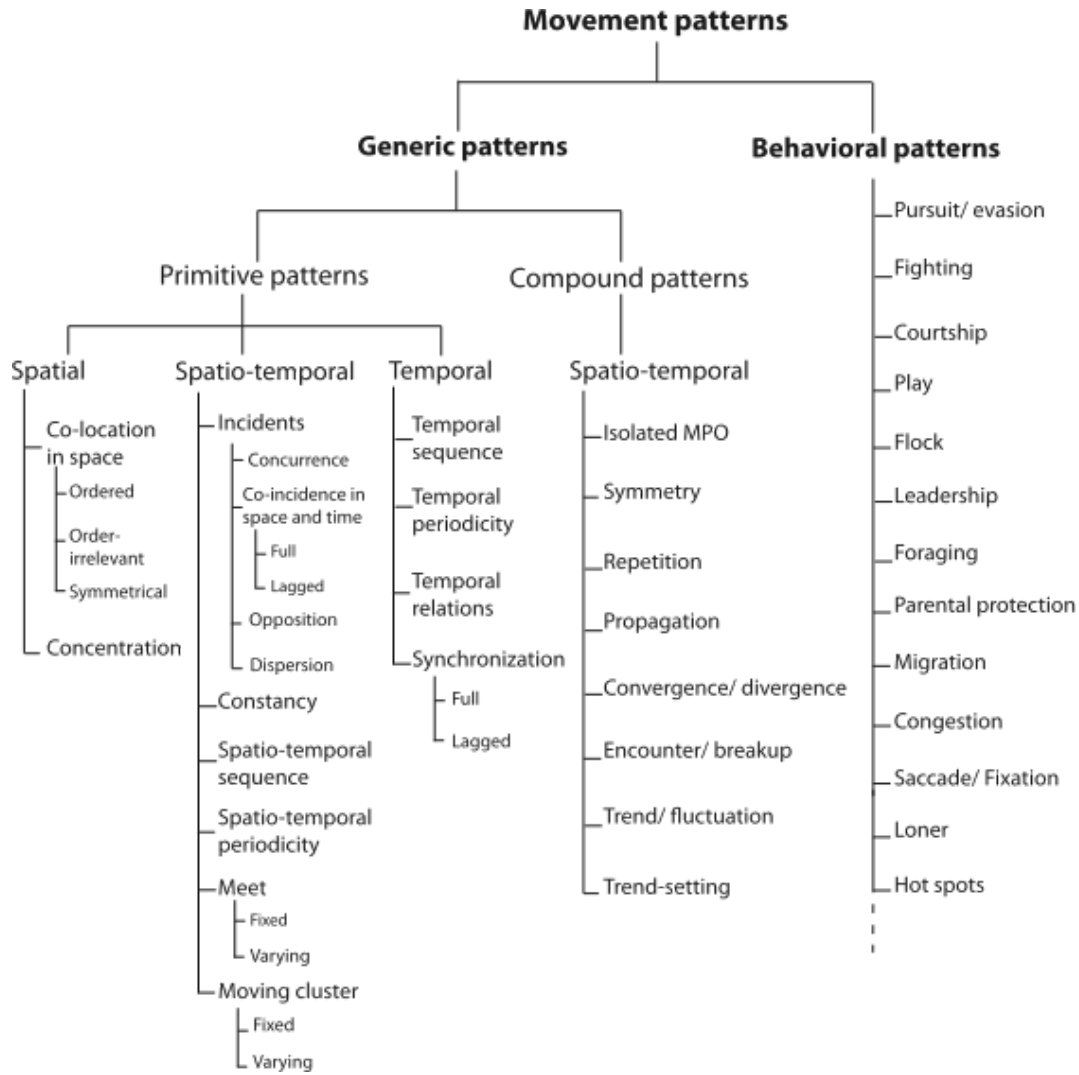 Movement patterns
Generic patterns
Behavioral patterns
Primitive patterns
Compound patterns
Spatial
Co-location
in space
Ordered
Order-
irrelevant
Symmetrical
Concentration
Spatio-temporal
Incidents
Concurrence
Co-incidence in
space and time
Full
Lagged
Opposition
Dispersion
Constancy
Spatio-temporal
sequence
Spatio-temporal
periodicity
Meet
Fixed
Varying
Moving cluster
Fixed
Varying
Temporal
Temporal
sequence
Temporal
periodicity
Temporal
relations
Synchronization
Full
Lagged
Spatio-temporal
Isolated MPO
Symmetry
Repetition
Propagation
Convergence/ divergence
Encounter/ breakup
Trend/ fluctuation
Trend-setting
Pursuit/ evasion
Fighting
Courtship
Play
Flock
Leadership
Foraging
Parental protection
Migration
Congestion
Saccade/ Fixation
Loner
Hot spots